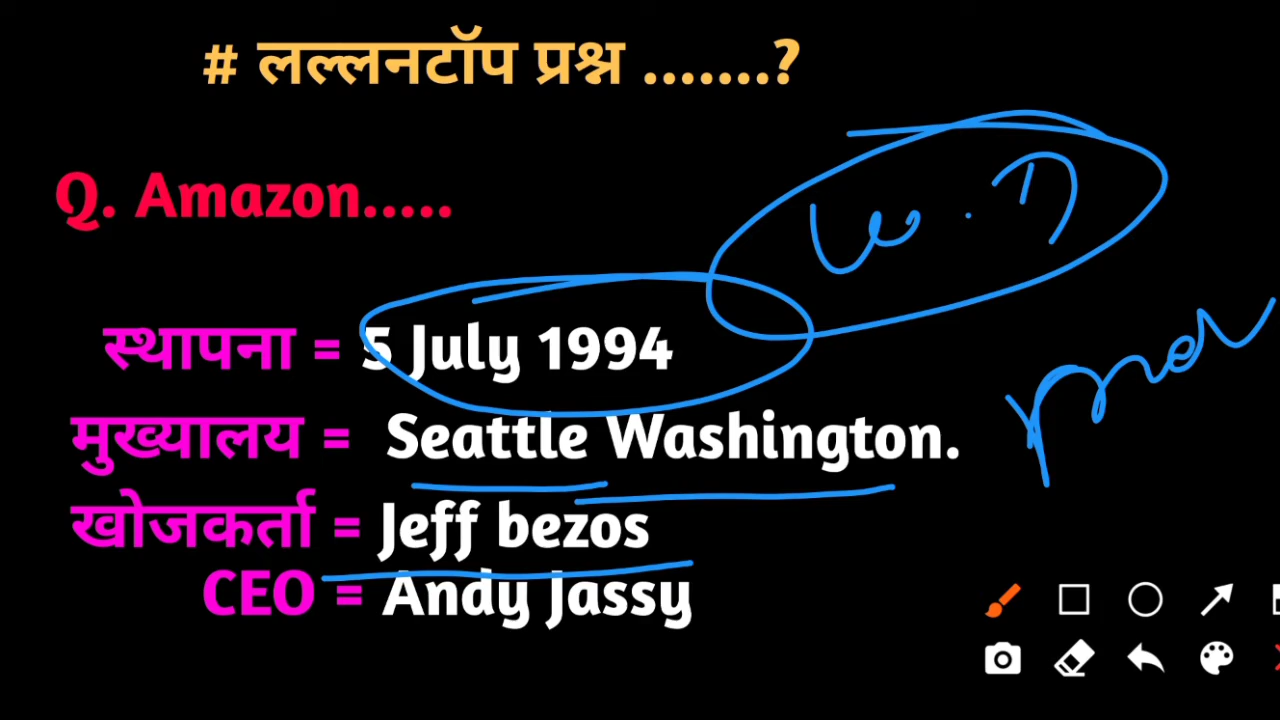 # लल्लनटॉप प्रश्न .......?
Q. Amazon.....
स्थापना = 5 July 1994
मुख्यालय = Seattle Washington.
खोजकर्ता = Jeff bezos
CEO = Andy Jassy